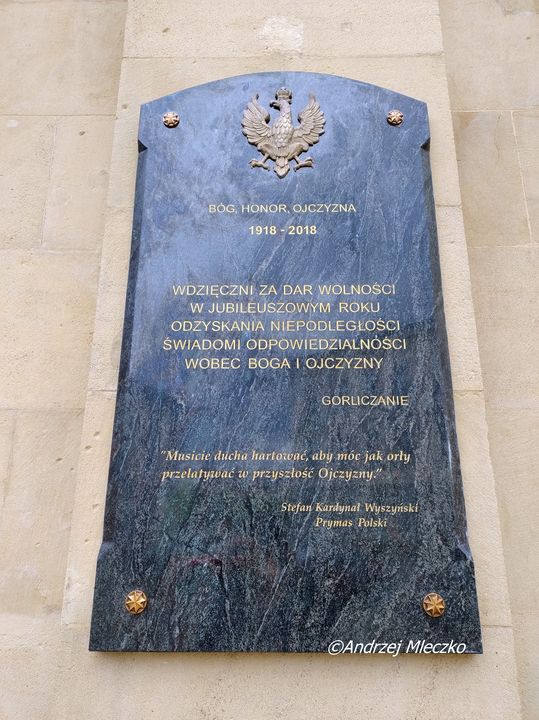 BÓG, HONOR, OJCZYZNA
1918 - 2018
WDZIĘCZNI ZA DAR WOLNOŚCI
W JUBILEUSZOWYM ROKU
ODZYSKANIA NIEPODLEGŁOŚCI
ŚWIADOMI ODPOWIEDZIALNOŚCI
WOBEC BOGA I OJCZYZNY
GORLICZANIE
"Musicie ducha hartować, aby móc jak orły
przelatywać w przyszłość Ojczyzny."
Stefan Kardynał Wyszyński
Prymas Polski
©Andrzej Mleczko